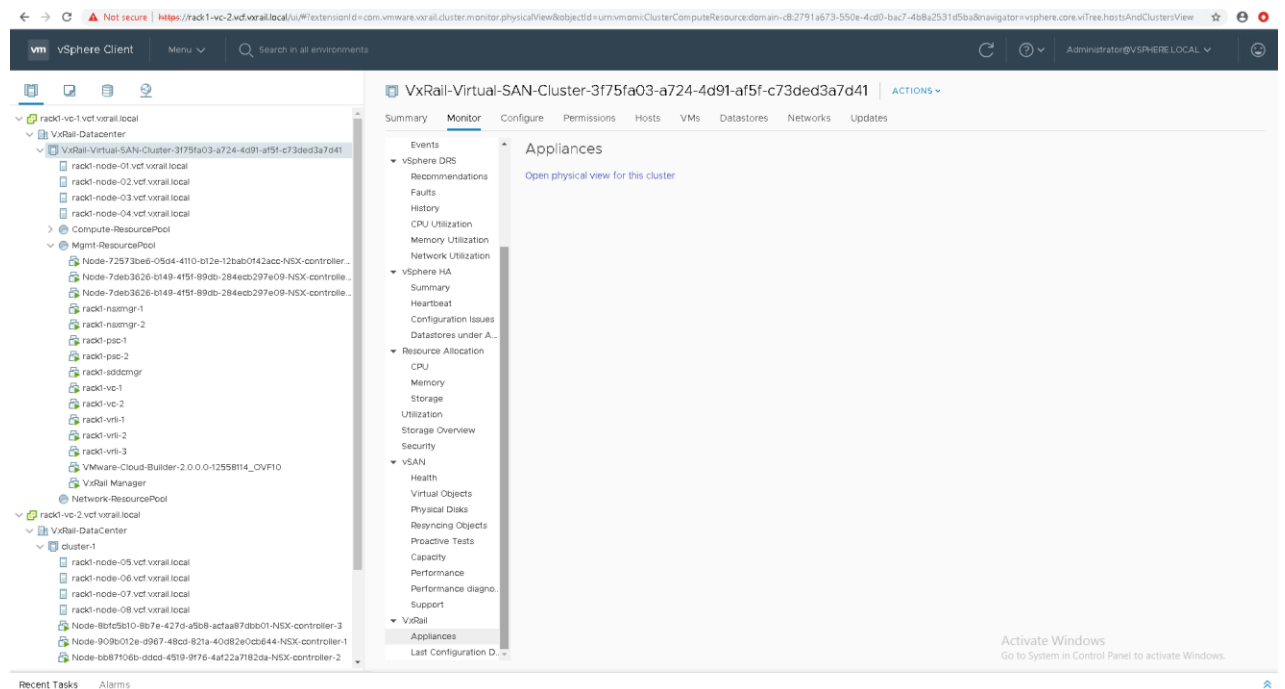 Not secure | https://rack1-vc-2.vcf.vxrail.local/ui/#?extensionId=com.vmware.vxrail.cluster.monitor.physicalView&objectId=urn:vmomi:ClusterComputeResource:domain-c8:2791a673-550e-4cd0-bac7-4b8a2531d5ba&navigator=vsphere.core.viTree.hostsAndClustersView
vm vSphere Client Menu Search in all environments Administrator@VSPHERE.LOCAL
rack1-vc-1.vcf.vxrail.local
VxRail-Datacenter
VxRail-Virtual-SAN-Cluster-3f75fa03-a724-4d91-af5f-c73ded3a7d41
rack1-node-01.vcf.vxrail.local
rack1-node-02.vcf.vxrail.local
rack1-node-03.vcf.vxrail.local
rack1-node-04.vcf.vxrail.local
Compute-ResourcePool
Mgmt-ResourcePool
Node-72573be6-05d4-4110-b12e-12bab0f42acc-NSX-controller...
Node-7deb3626-b149-4f5f-89db-284ecb297e09-NSX-controlle...
Node-7deb3626-b149-4f5f-89db-284ecb297e09-NSX-controlle...
rack1-nsxmgr-1
rack1-nsxmgr-2
rack1-psc-1
rack1-psc-2
rack1-sddcmgr
rack1-vc-1
rack1-vc-2
rack1-vrli-1
rack1-vrli-2
rack1-vrli-3
VMware-Cloud-Builder-2.0.0.0-12558114_OVF10
VxRail Manager
Network-ResourcePool
rack1-vc-2.vcf.vxrail.local
VxRail-DataCenter
cluster-1
rack1-node-05.vcf.vxrail.local
rack1-node-06.vcf.vxrail.local
rack1-node-07.vcf.vxrail.local
rack1-node-08.vcf.vxrail.local
Node-8bfc5b10-8b7e-427d-a5b8-acfaa87dbb01-NSX-controller-3
Node-909b012e-d967-48cd-821a-40d82e0cb644-NSX-controller-1
Node-bb87f06b-ddcd-4519-9f76-4af22a7182da-NSX-controller-2
VxRail-Virtual-SAN-Cluster-3f75fa03-a724-4d91-af5f-c73ded3a7d41 ACTIONS
Summary Monitor Configure Permissions Hosts VMs Datastores Networks Updates
Events
vSphere DRS
Recommendations
Faults
History
CPU Utilization
Memory Utilization
Network Utilization
vSphere HA
Summary
Heartbeat
Configuration Issues
Datastores under A...
Resource Allocation
CPU
Memory
Storage
Utilization
Storage Overview
Security
vSAN
Health
Virtual Objects
Physical Disks
Resyncing Objects
Proactive Tests
Capacity
Performance
Performance diagno...
Support
VxRail
Appliances
Last Configuration D...
Appliances
Open physical view for this cluster
Activate Windows
Go to System in Control Panel to activate Windows.
Recent Tasks Alarms